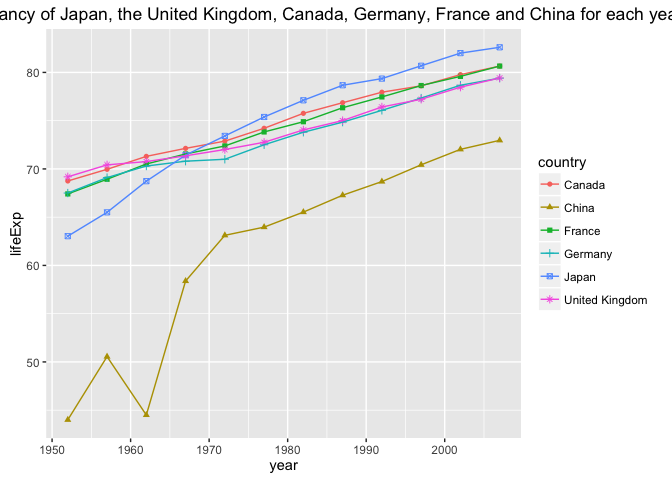 ancy of Japan, the United Kingdom, Canada, Germany, France and China for each yea
80
70
60
50
lifeExp
1950 1960 1970 1980 1990 2000
year
country
Canada
China
France
Germany
Japan
United Kingdom